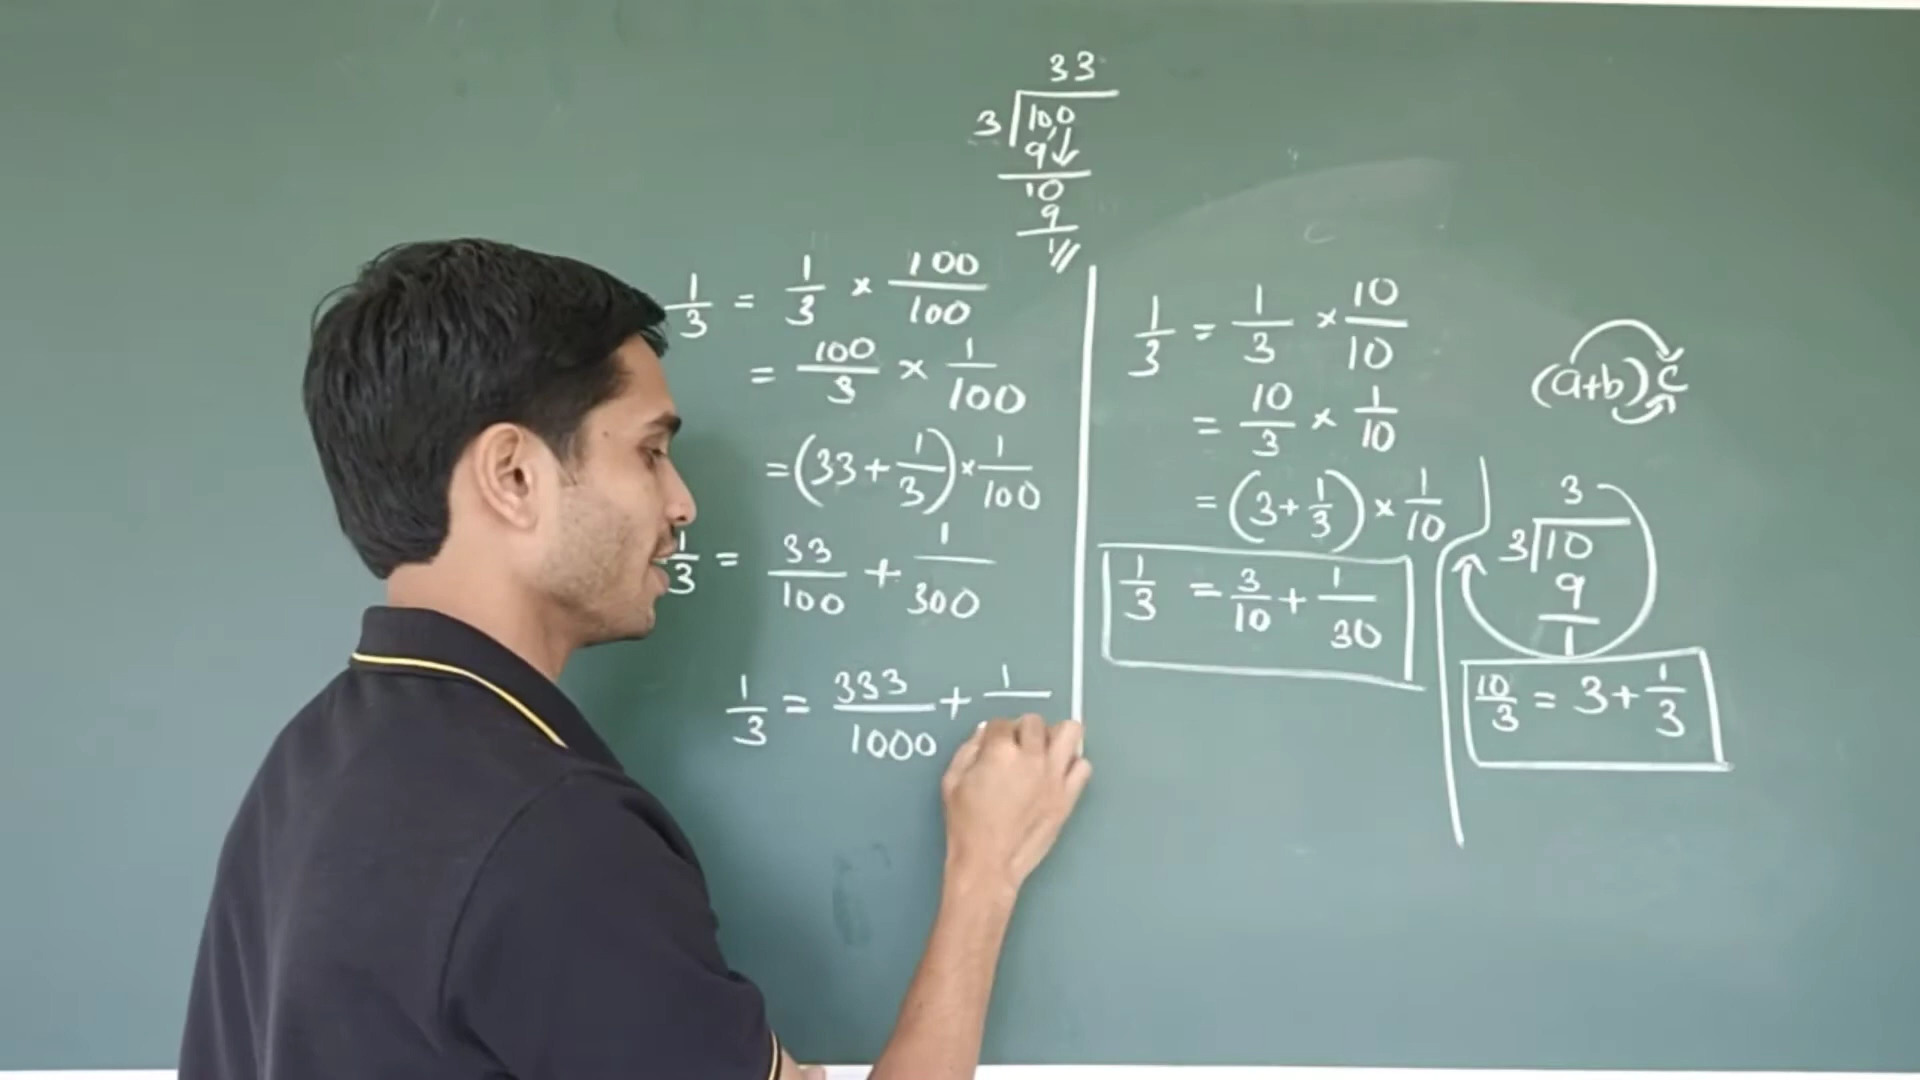 33
3 100
9
10
9
1
1/3 = 1/3 × 100/100
= 100/3 × 1/100
= (33 + 1/3) × 1/100
1/3 = 33/100 + 1/300
1/3 = 333/1000 + 1/
1/3 = 1/3 × 10/10
= 10/3 × 1/10
= (3 + 1/3) × 1/10
1/3 = 3/10 + 1/30
(a+b) c
3
3 10
9
1
10/3 = 3 + 1/3